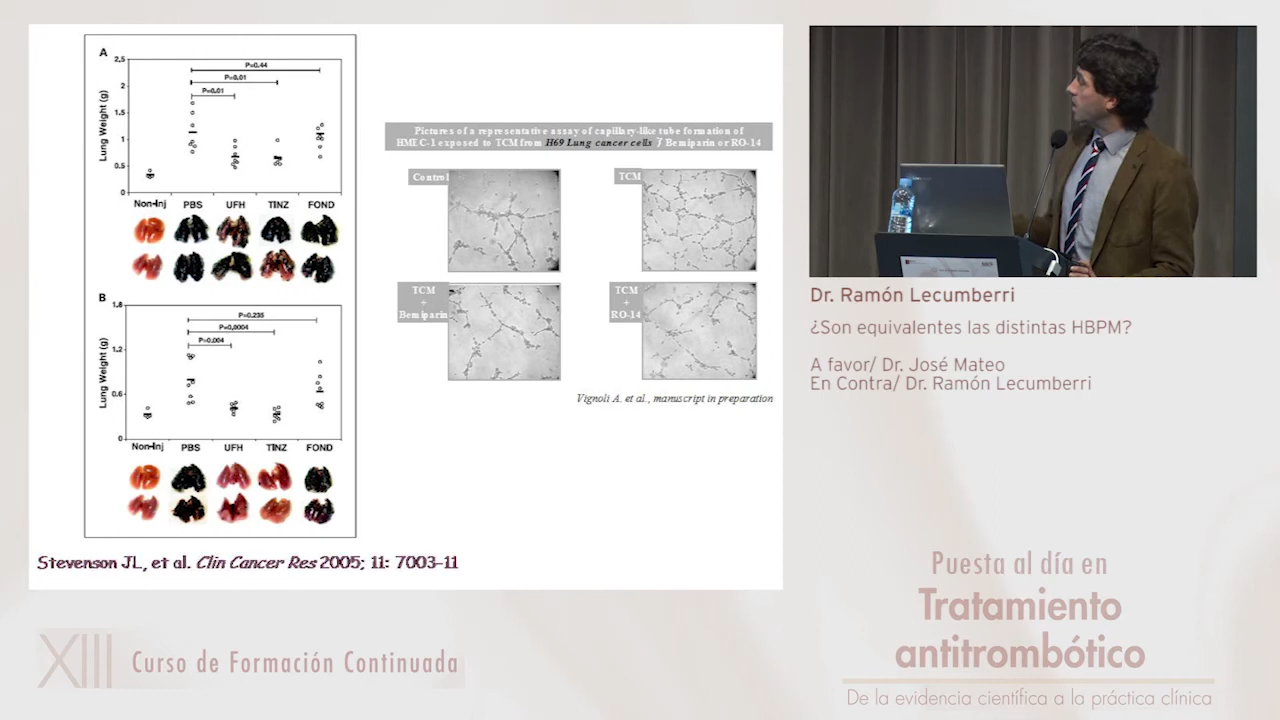 A
2,5
2
1,5
1
0,5
0
Lung Weight (g)
P=0.44
P=0.01
P=0.01
Non-Inj PBS UFH TINZ FOND
B
1,8
1,2
0,6
0
Lung Weight (g)
P=0.235
P=0.0004
P=0.004
Non-Inj PBS UFH TINZ FOND
Stevenson JL, et al. Clin Cancer Res 2005; 11: 7003-11
Pictures of a representative assay of capillary-like tube formation of
HMEC-1 exposed to TCM from H69 Lung cancer cells / Bemiparin or RO-14
Control
TCM
TCM
+
Bemiparin
TCM
+
RO-14
Vignoli A. et al., manuscript in preparation
Dr. Ramón Lecumberri
¿Son equivalentes las distintas HBPM?
A favor/ Dr. José Mateo
En Contra/ Dr. Ramón Lecumberri
Puesta al día en
Tratamiento
antitrombótico
De la evidencia científica a la práctica clínica
XIII Curso de Formación Continuada